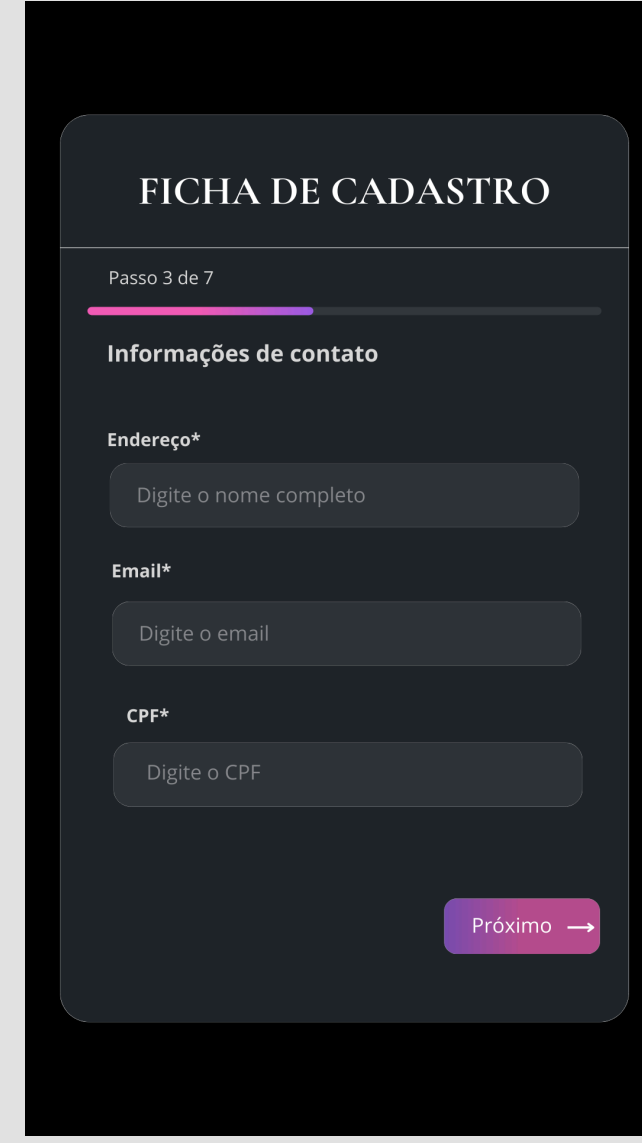 FICHA DE CADASTRO
Passo 3 de 7
Informações de contato
Endereço*
Digite o nome completo
Email*
Digite o email
CPF*
Digite o CPF
Próximo →